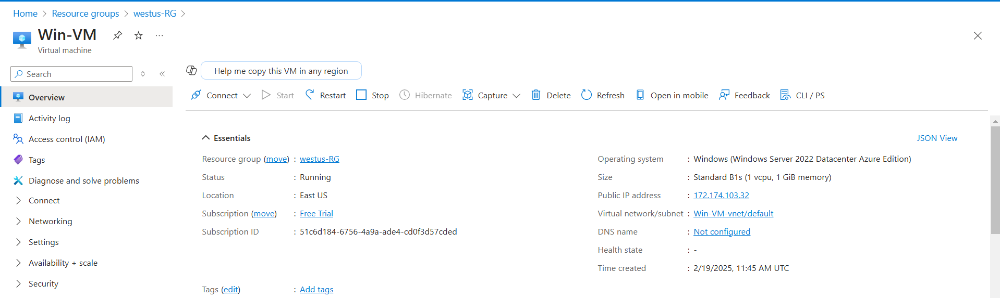 Home > Resource groups > westus-RG >
Win-VM
Virtual machine
Search
Help me copy this VM in any region
Connect Start Restart Stop Hibernate Capture Delete Refresh Open in mobile Feedback CLI / PS
Overview
Activity log
Access control (IAM)
Tags
Diagnose and solve problems
Connect
Networking
Settings
Availability + scale
Security
Essentials
JSON View
Resource group (move) : westus-RG
Status : Running
Location : East US
Subscription (move) : Free Trial
Subscription ID : 51c6d184-6756-4a9a-ade4-cd0f3d57cded
Operating system : Windows (Windows Server 2022 Datacenter Azure Edition)
Size : Standard B1s (1 vcpu, 1 GiB memory)
Public IP address : 172.174.103.32
Virtual network/subnet : Win-VM-vnet/default
DNS name : Not configured
Health state : -
Time created : 2/19/2025, 11:45 AM UTC
Tags (edit) : Add tags